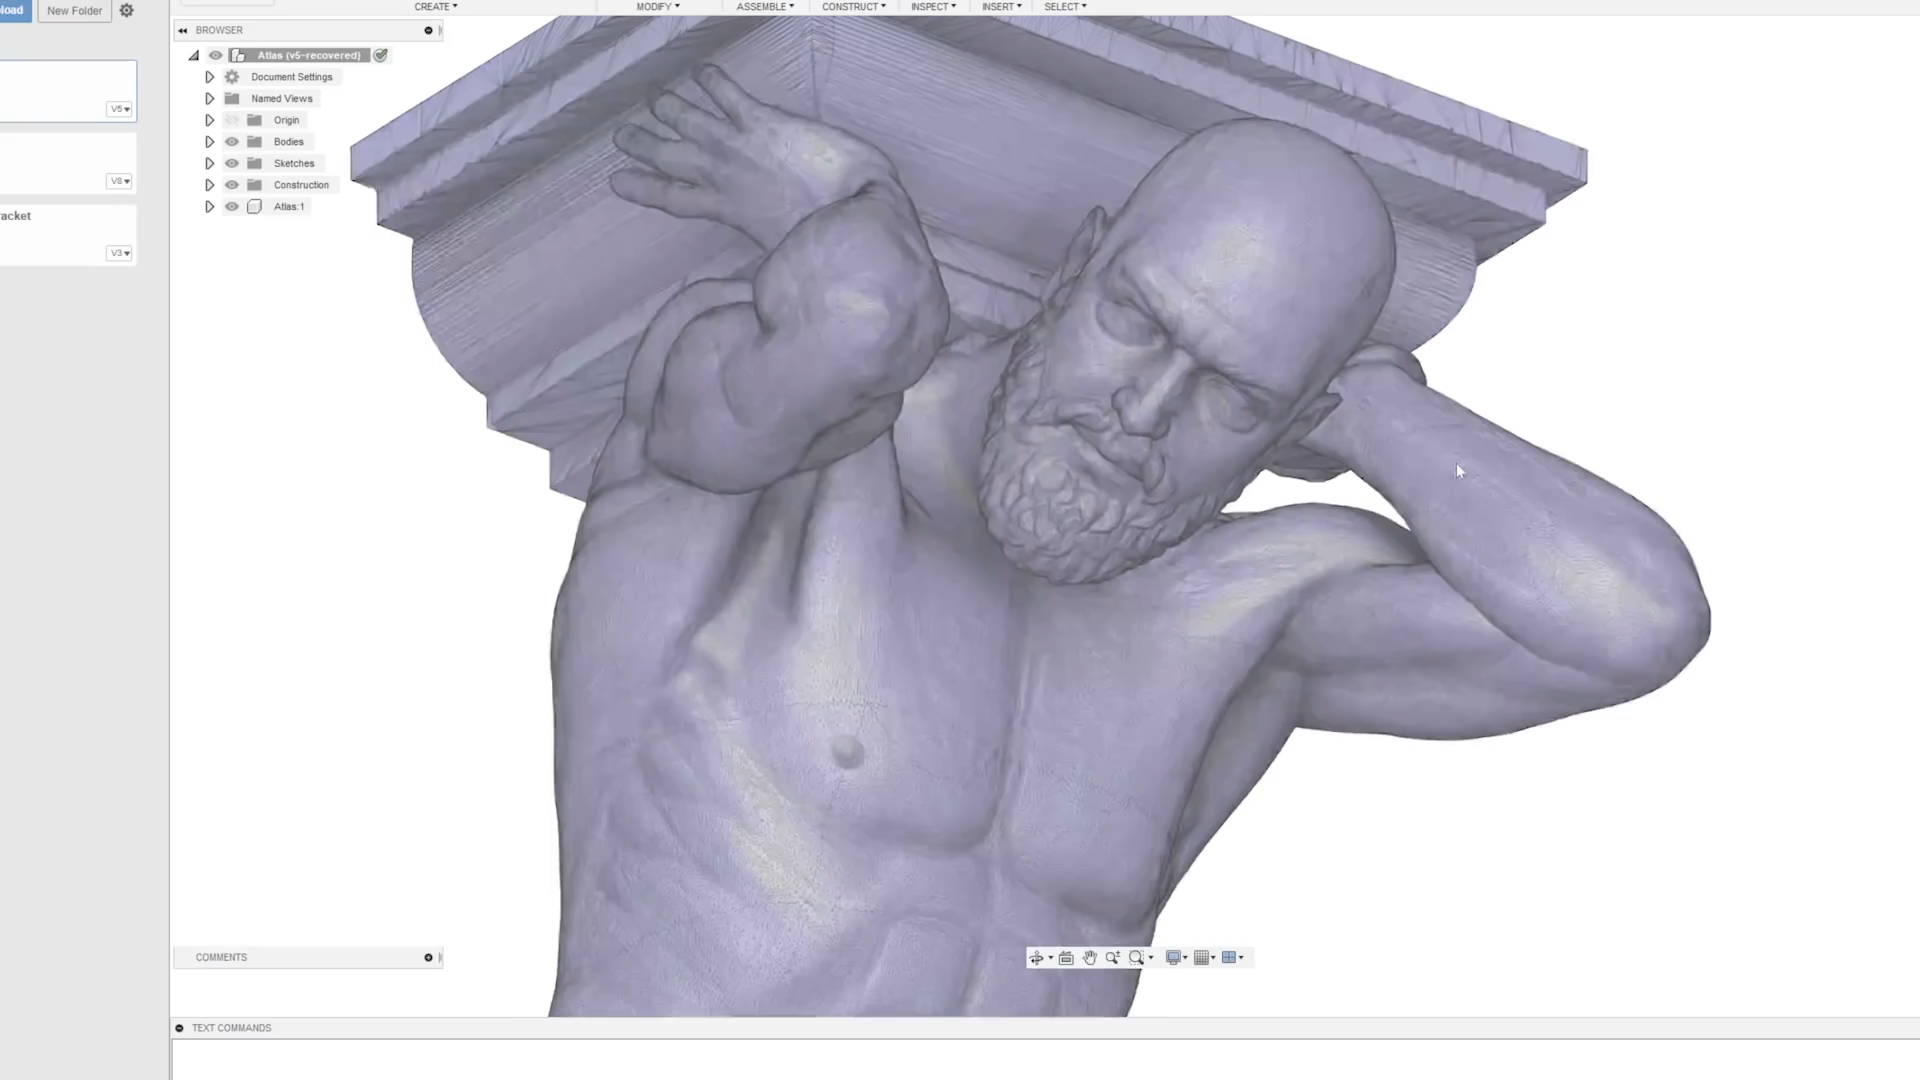 load
New Folder
CREATE
MODIFY
ASSEMBLE
CONSTRUCT
INSPECT
INSERT
SELECT
BROWSER
Atlas (v5-recovered)
Document Settings
Named Views
V5
Origin
Bodies
Sketches
V8
Construction
Atlas:1
acket
V3
COMMENTS
TEXT COMMANDS